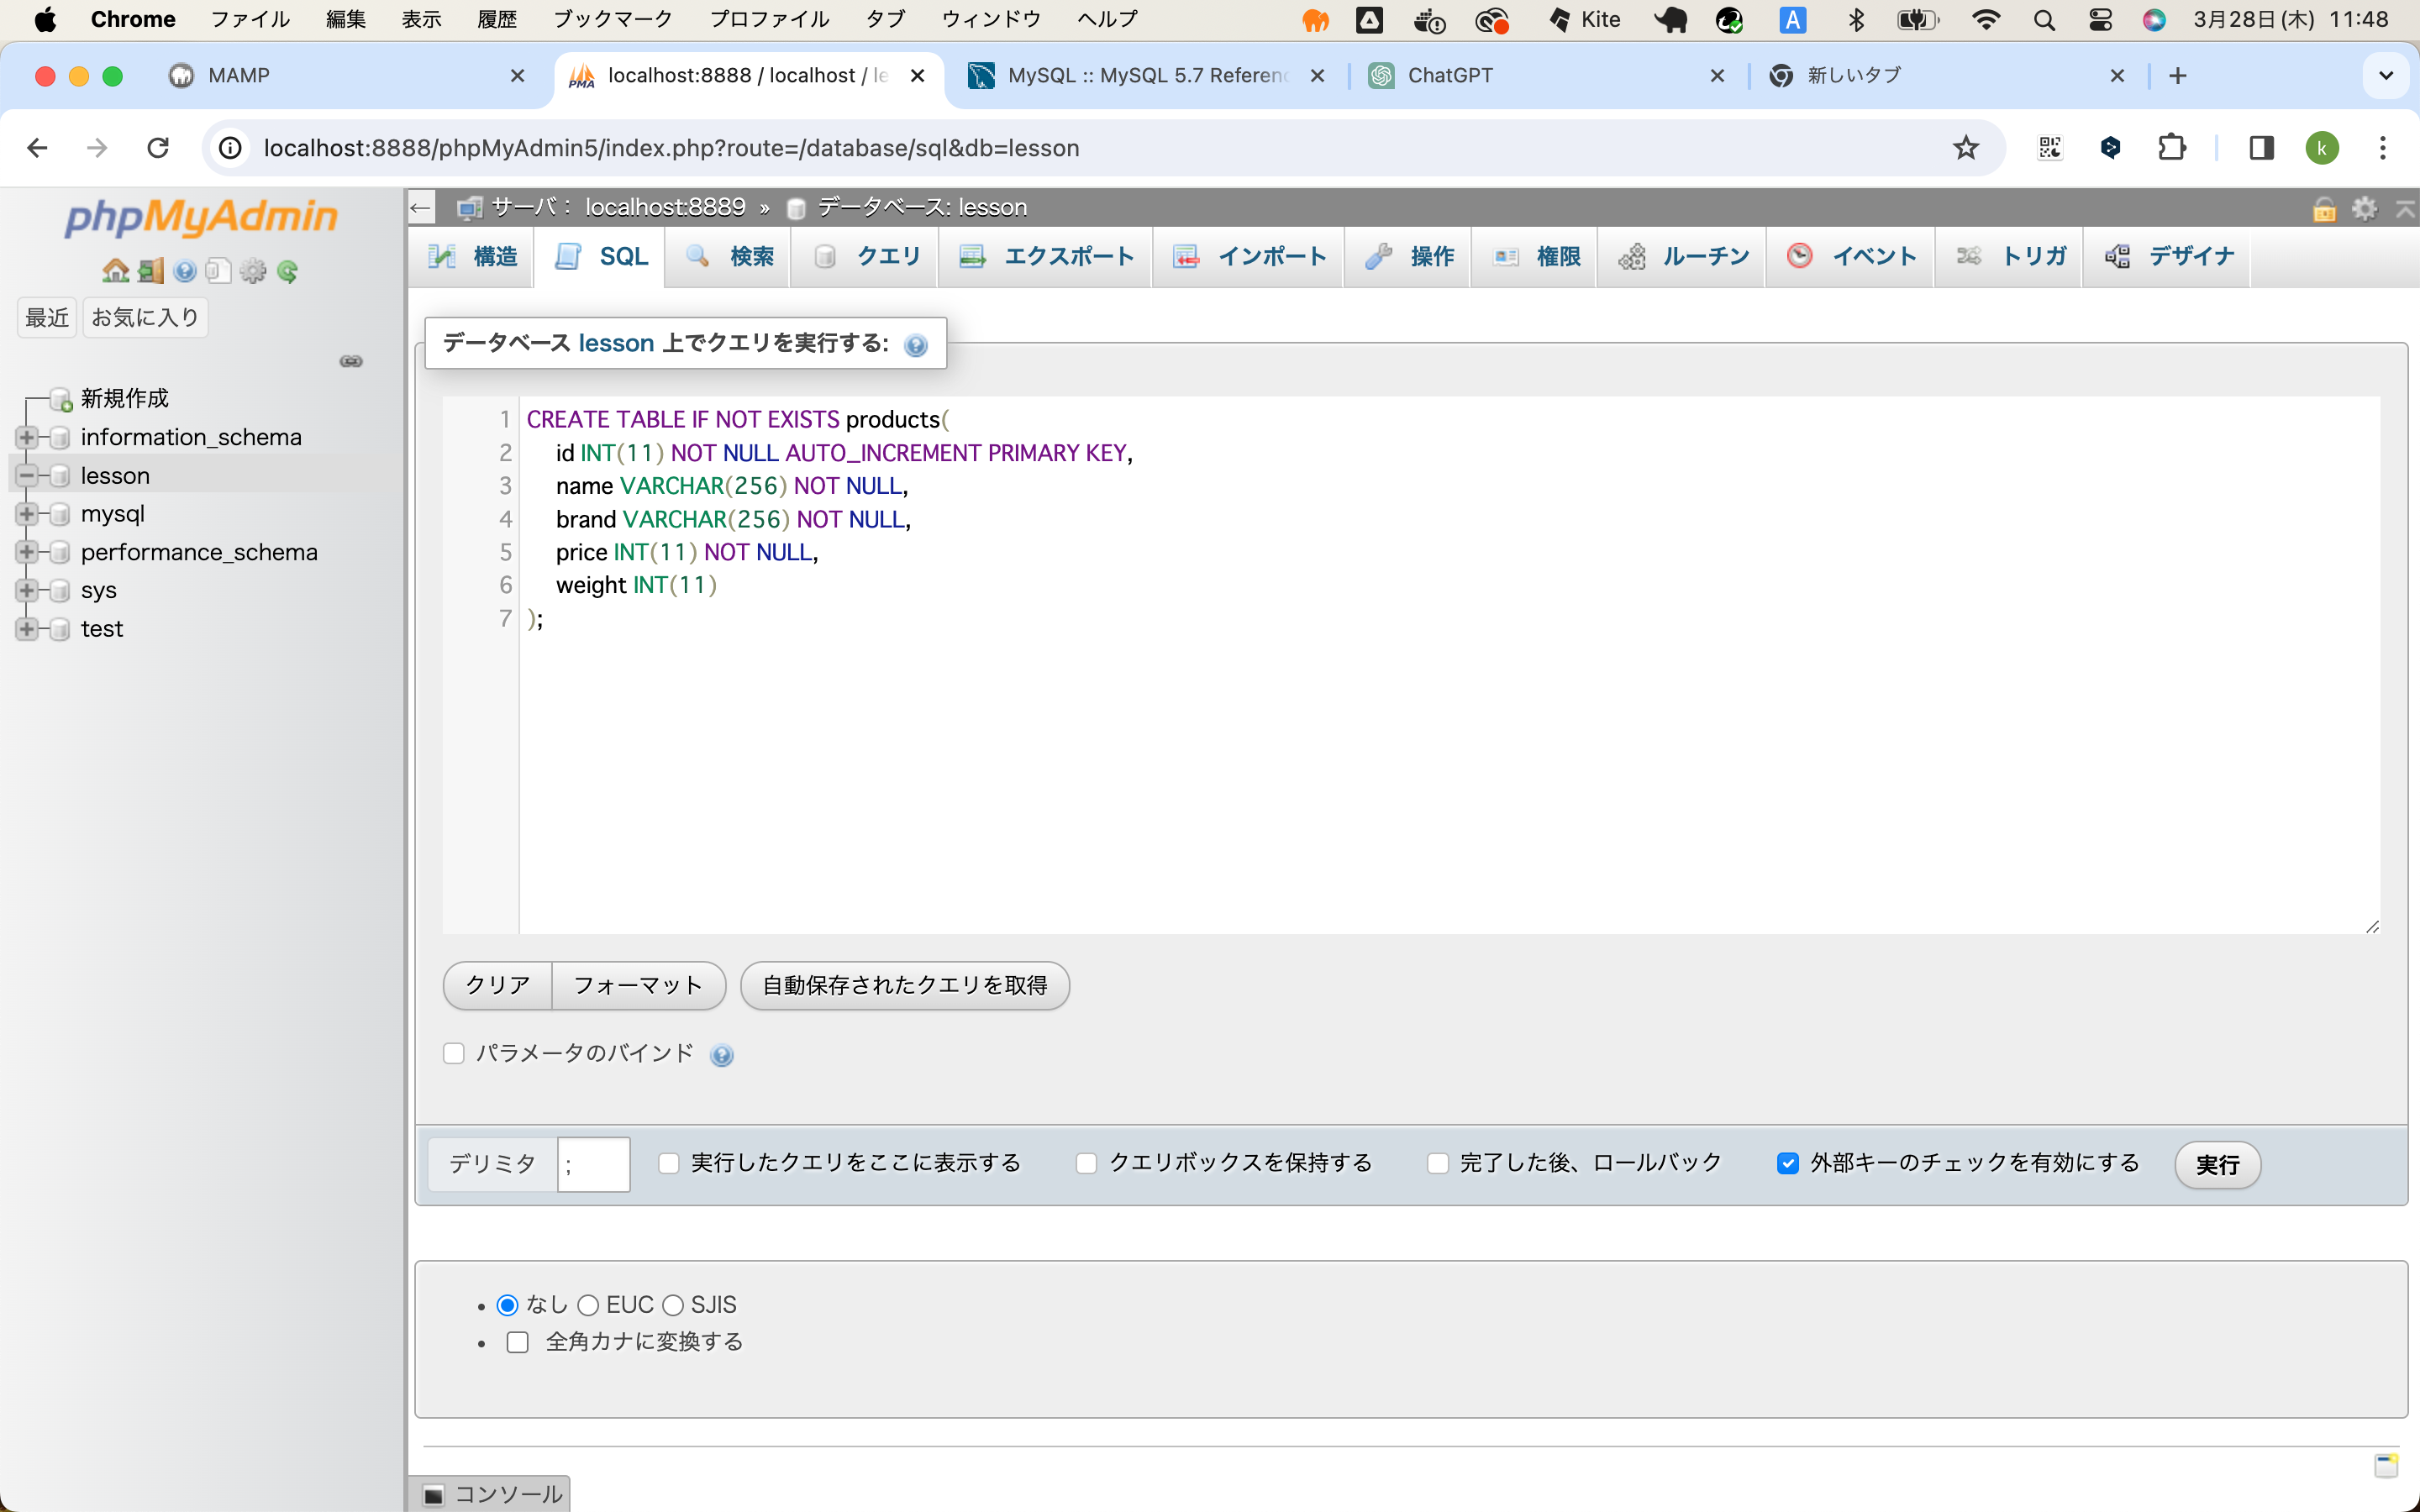 Chrome ファイル 編集 表示 履歴 ブックマーク プロファイル タブ ウィンドウ ヘルプ Kite A 3月28日(木) 11:48
MAMP
localhost:8888 / localhost / le
MySQL :: MySQL 5.7 Referen
ChatGPT
新しいタブ
localhost:8888/phpMyAdmin5/index.php?route=/database/sql&db=lesson
k
phpMyAdmin
最近 お気に入り
新規作成
information_schema
lesson
mysql
performance_schema
sys
test
サーバ: localhost:8889 » データベース: lesson
構造 SQL 検索 クエリ エクスポート インポート 操作 権限 ルーチン イベント トリガ デザイナ
データベース lesson 上でクエリを実行する:
1 CREATE TABLE IF NOT EXISTS products(
2 id INT(11) NOT NULL AUTO_INCREMENT PRIMARY KEY,
3 name VARCHAR(256) NOT NULL,
4 brand VARCHAR(256) NOT NULL,
5 price INT(11) NOT NULL,
6 weight INT(11)
7 );
クリア フォーマット 自動保存されたクエリを取得
パラメータのバインド
デリミタ ; 実行したクエリをここに表示する クエリボックスを保持する 完了した後、ロールバック 外部キーのチェックを有効にする 実行
なし EUC SJIS
全角カナに変換する
コンソール